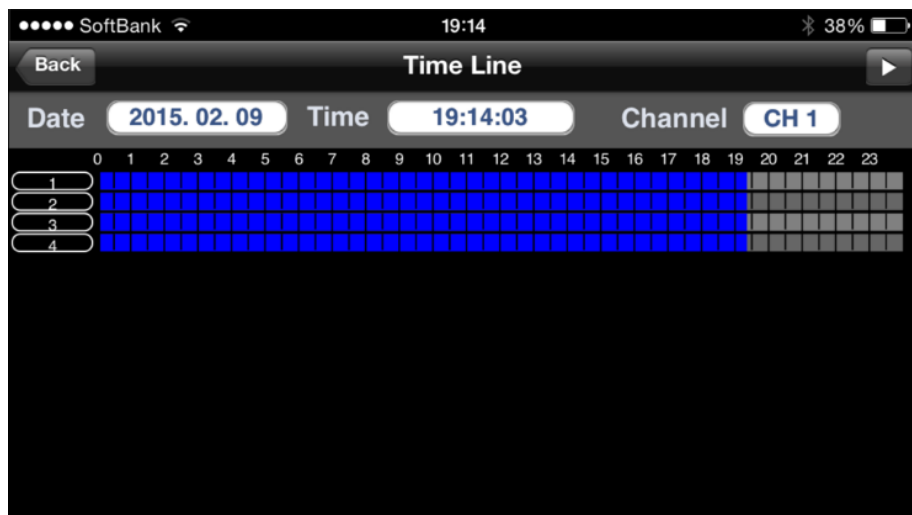 SoftBank 19:14 38%
Back Time Line
Date 2015. 02. 09 Time 19:14:03 Channel CH 1
0 1 2 3 4 5 6 7 8 9 10 11 12 13 14 15 16 17 18 19 20 21 22 23
1
2
3
4